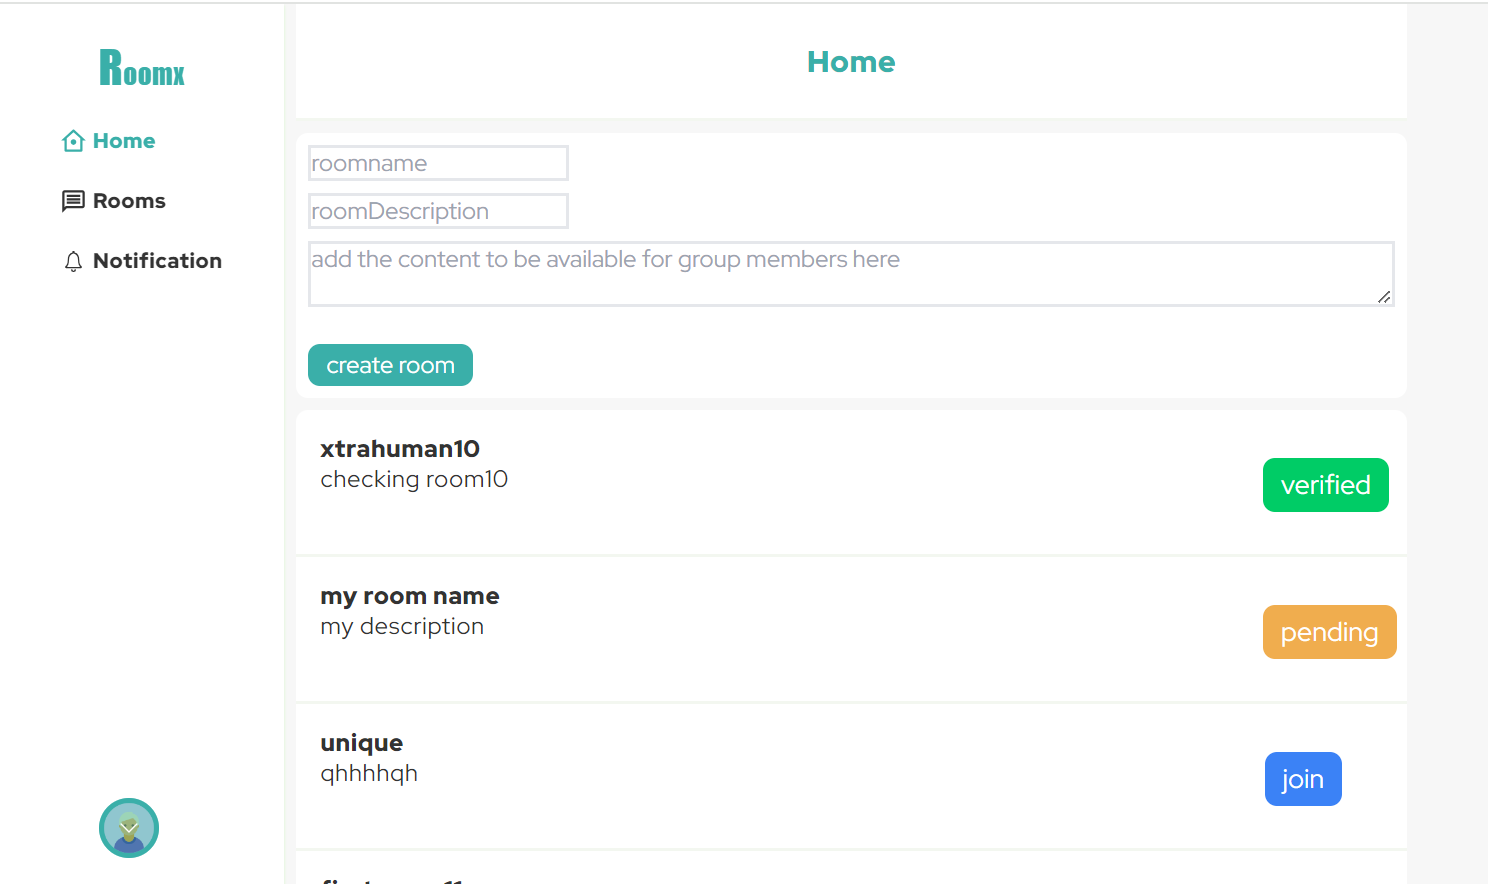 Roomx
Home
Rooms
Notification
Home
roomname
roomDescription
add the content to be available for group members here
create room
xtrahuman10
checking room10
verified
my room name
my description
pending
unique
qhhhhqh
join